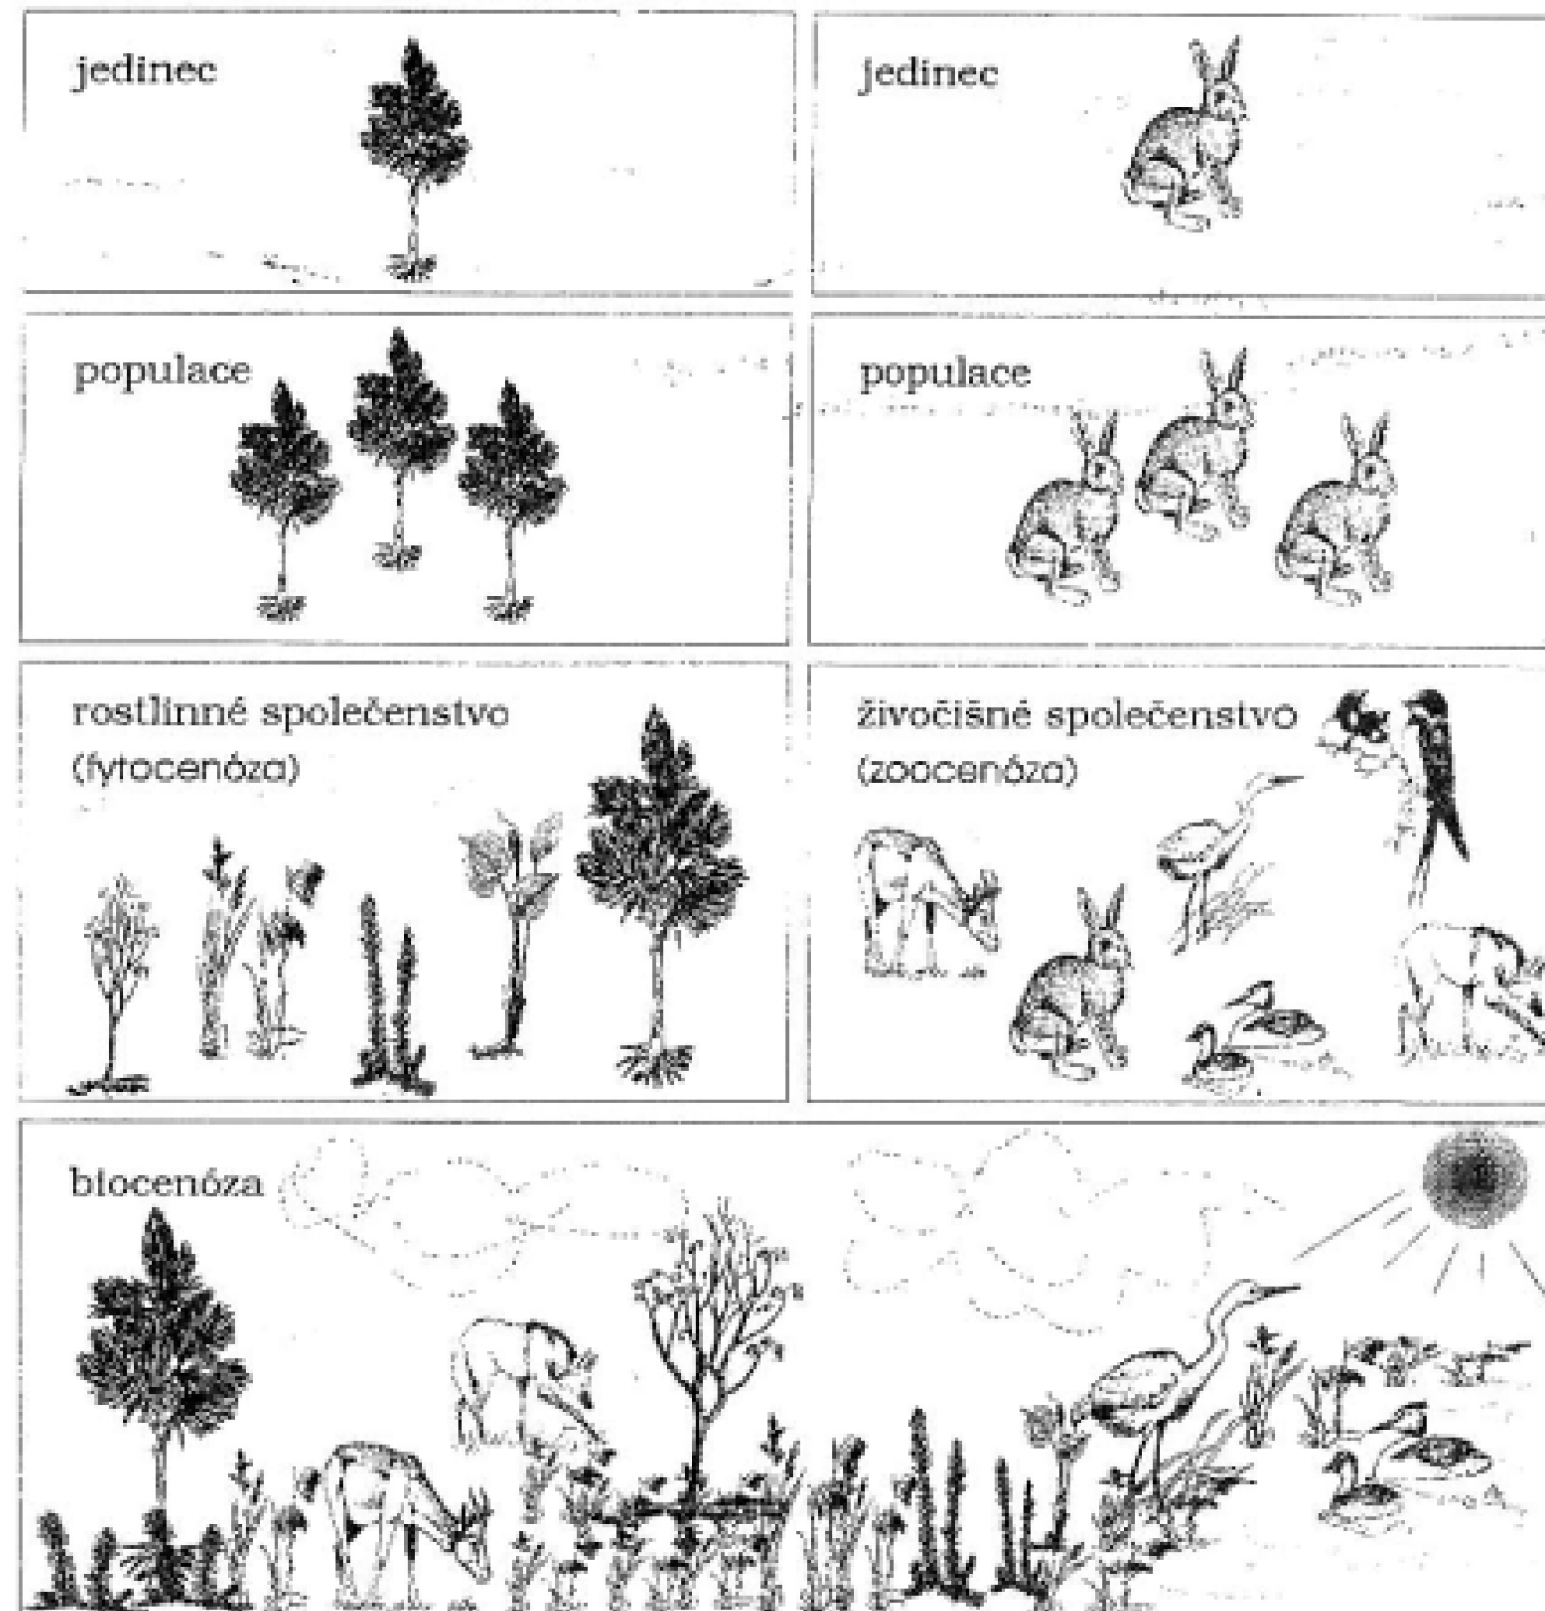 jedinec
jedinec
populace
populace
rostlinné společenstvo
(fytocenóza)
živočišné společenstvo
(zoocenóza)
biocenóza